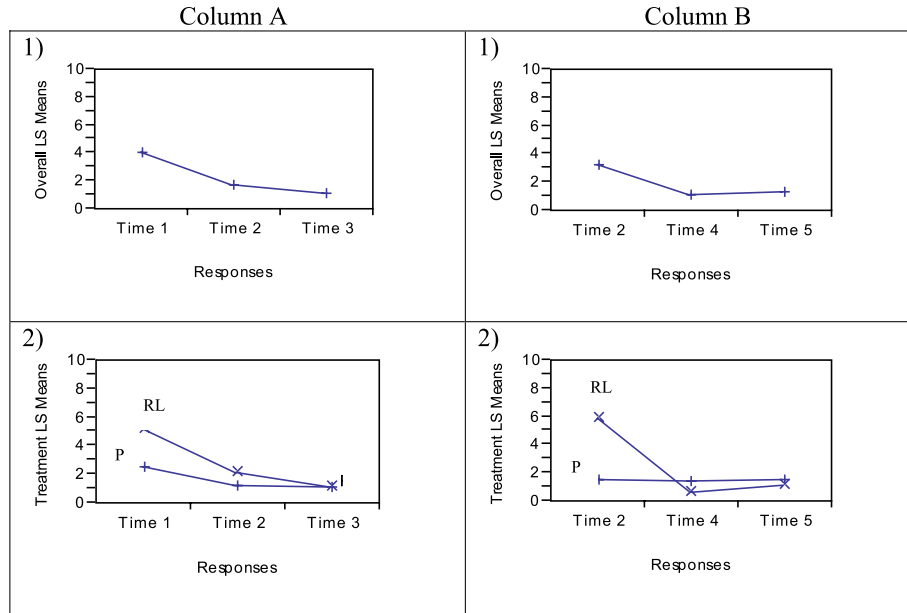 Column A
Column B
1)
Overall LS Means
10
8
6
4
2
0
Time 1 Time 2 Time 3
Responses
1)
Overall LS Means
10
8
6
4
2
0
Time 2 Time 4 Time 5
Responses
2)
Treatment LS Means
10
8
6
4
2
0
RL
P
Time 1 Time 2 Time 3
Responses
2)
Treatment LS Means
10
8
6
4
2
0
RL
P
Time 2 Time 4 Time 5
Responses